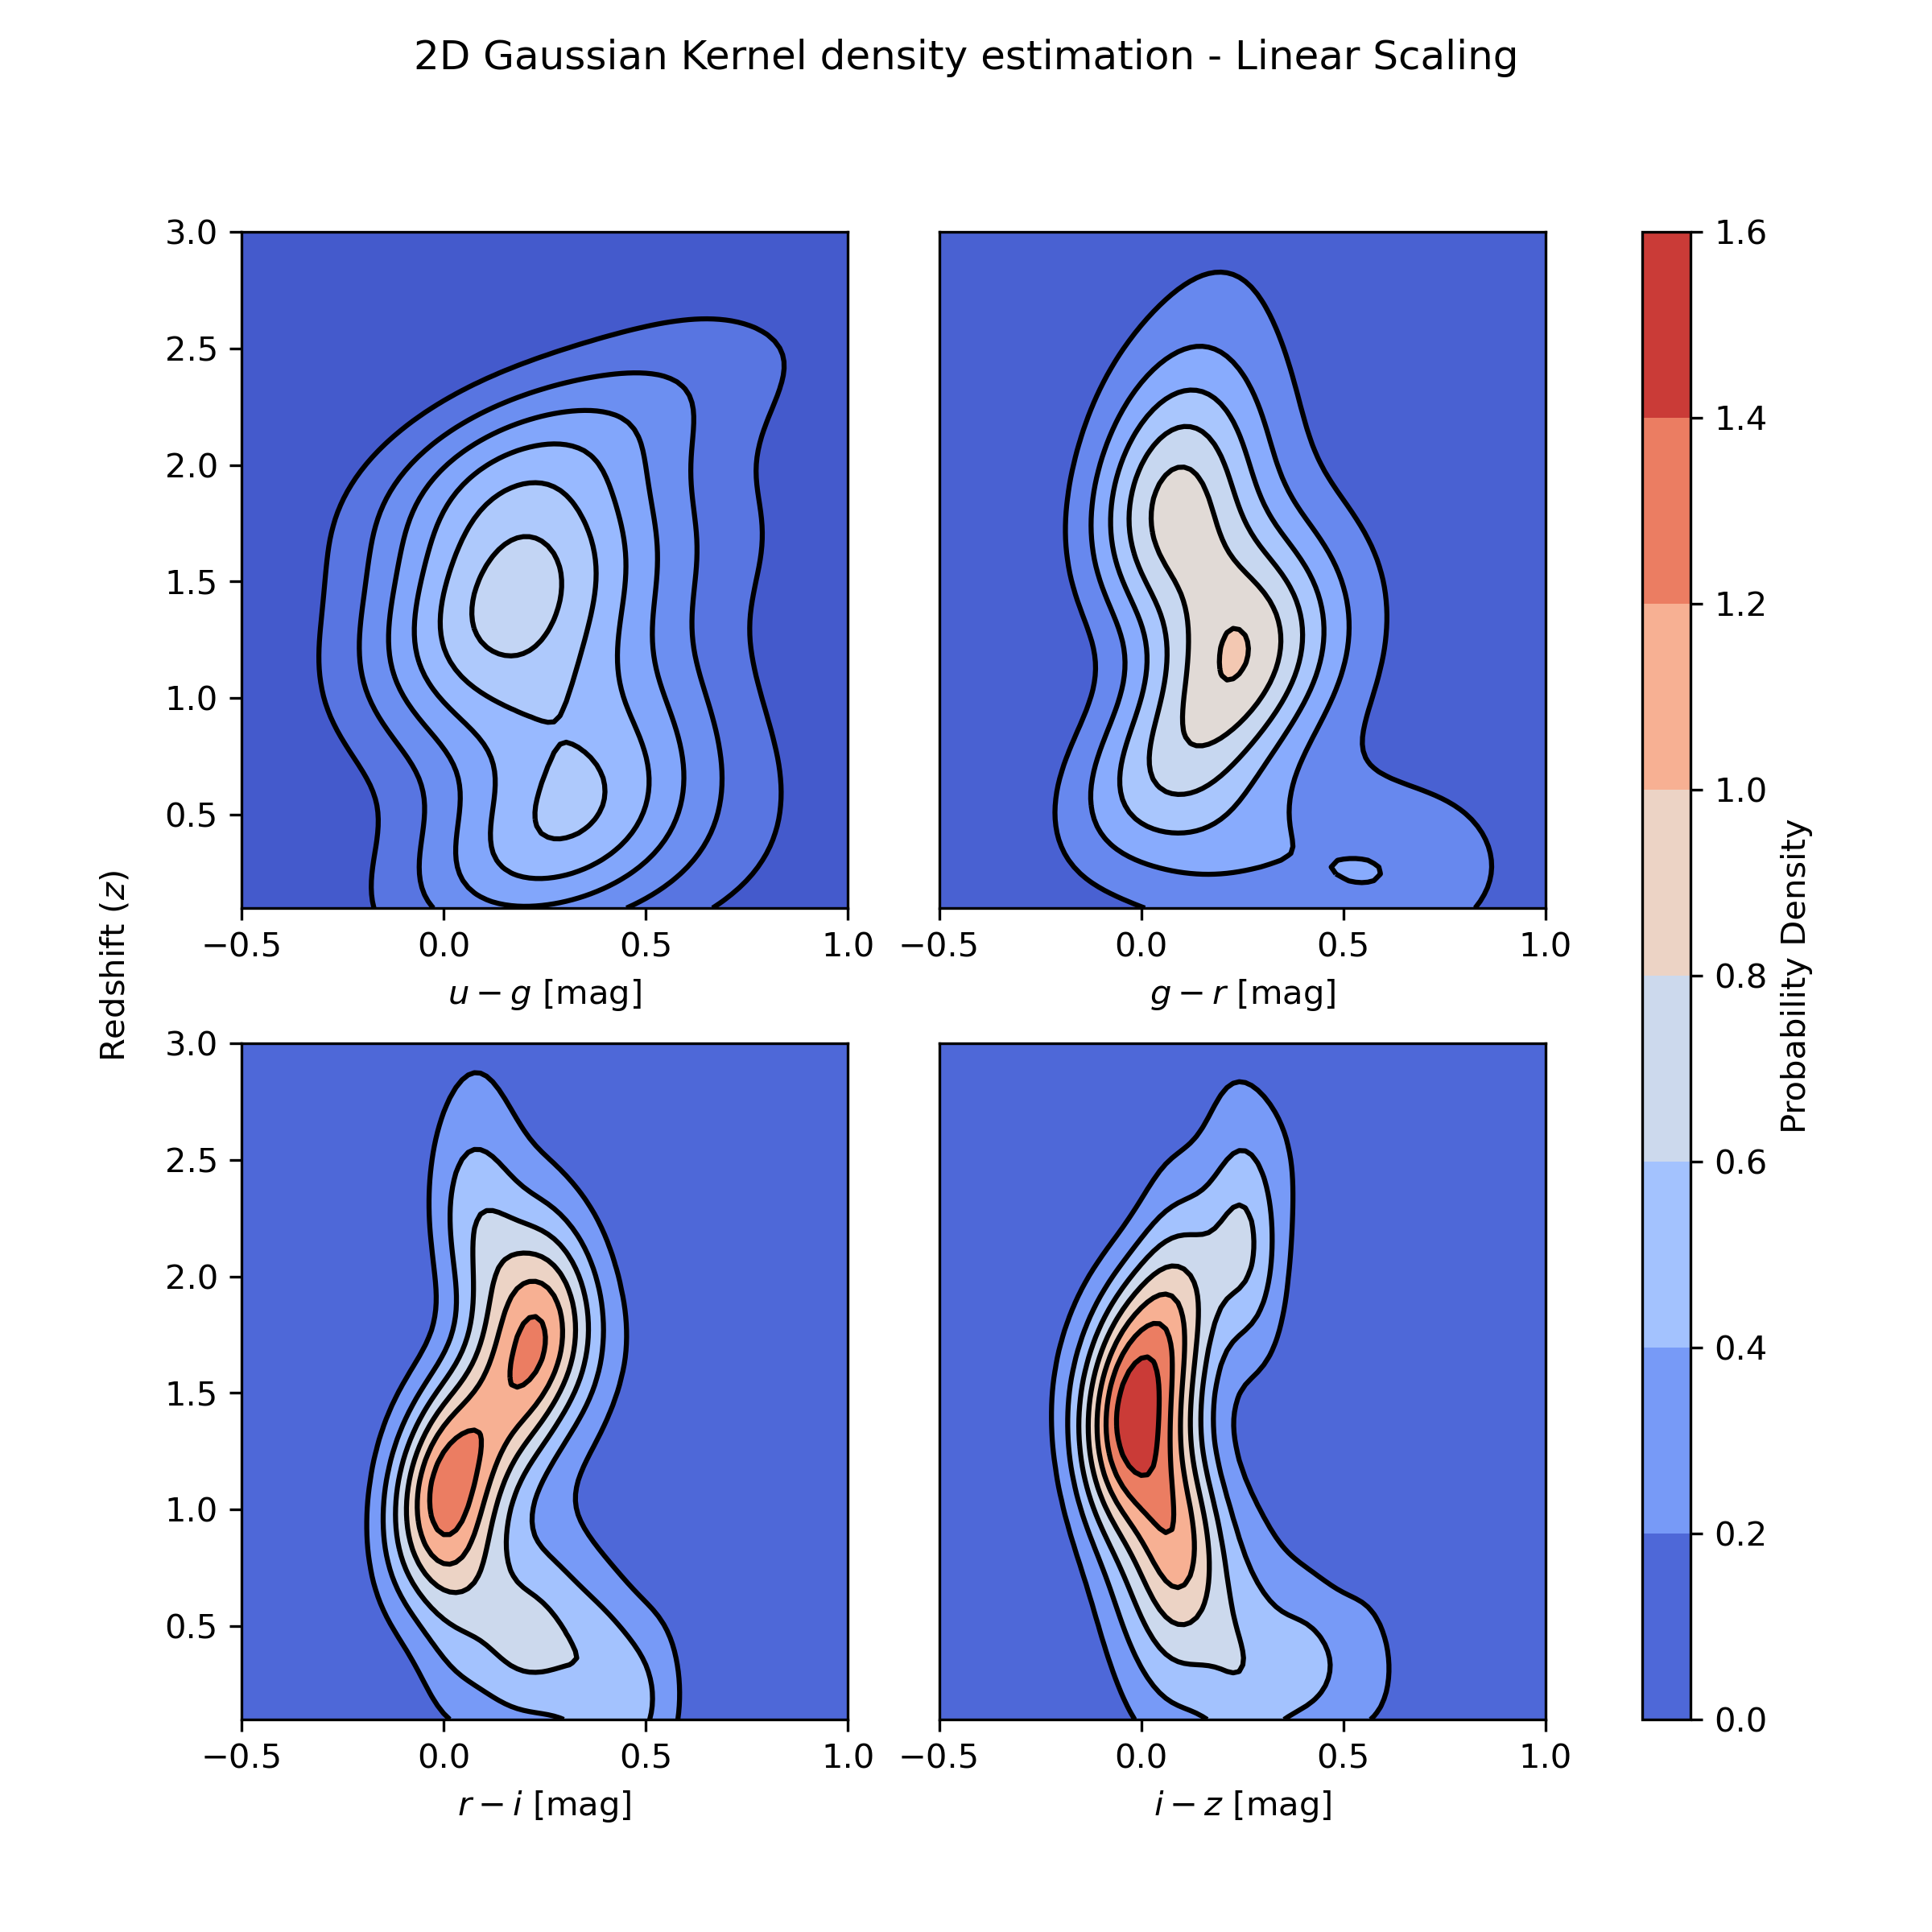 2D Gaussian Kernel density estimation - Linear Scaling
3.0
2.5
2.0
1.5
1.0
0.5
−0.5 0.0 0.5 1.0
u − g [mag]
−0.5 0.0 0.5 1.0
g − r [mag]
Redshift (z)
3.0
2.5
2.0
1.5
1.0
0.5
−0.5 0.0 0.5 1.0
r − i [mag]
−0.5 0.0 0.5 1.0
i − z [mag]
1.6
1.4
1.2
1.0
0.8
0.6
0.4
0.2
0.0
Probability Density